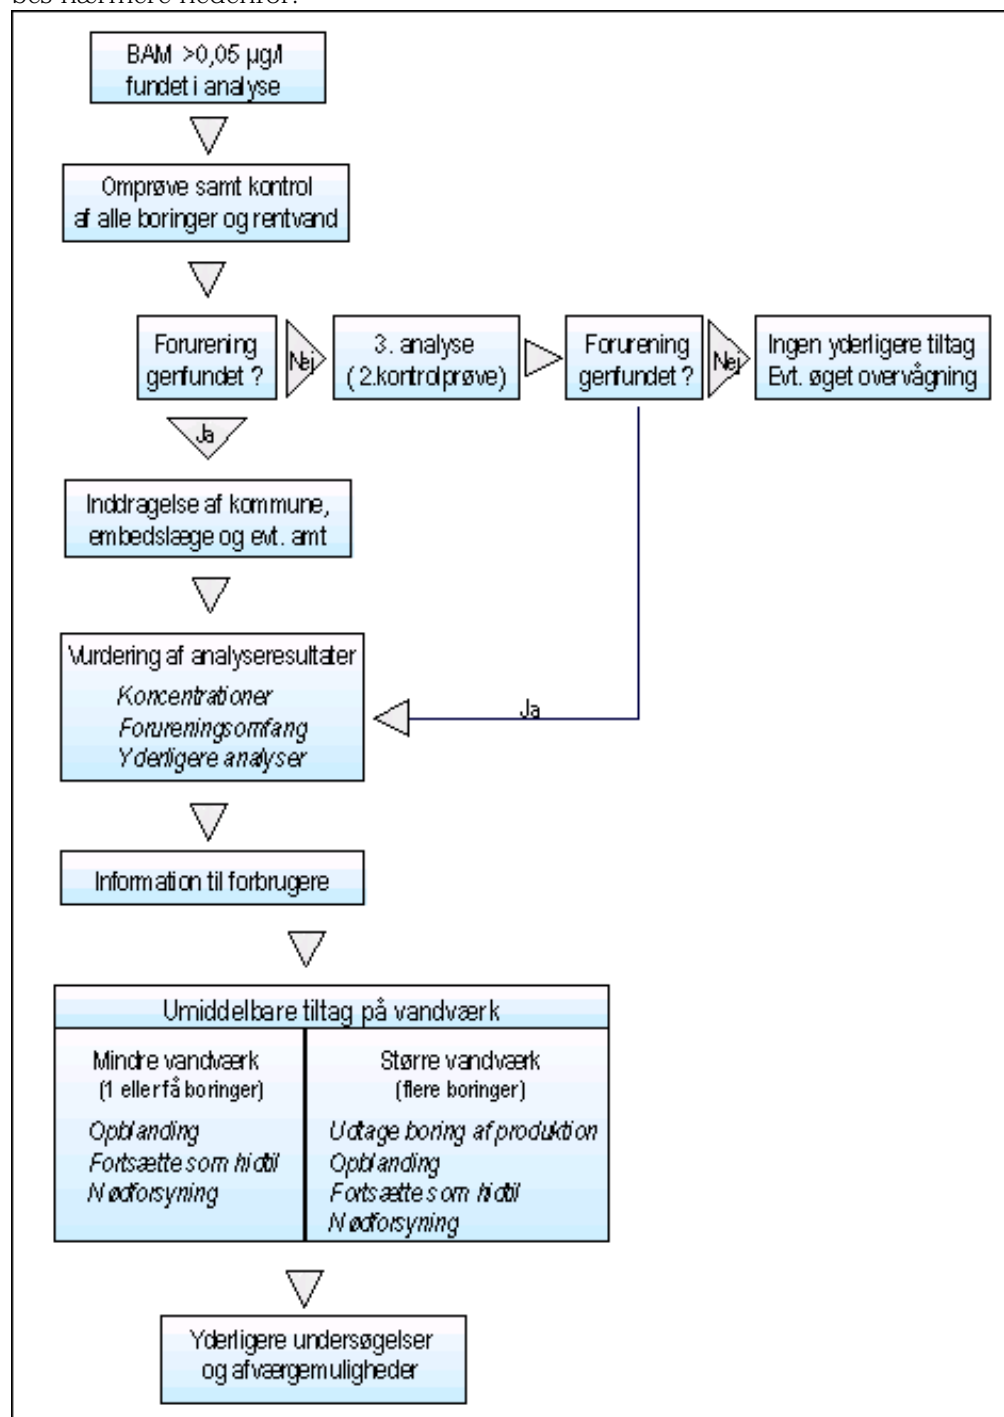 bes nærmere nedenfor.
BAM >0,05 µg/l
fundet i analyse
Omprøve samt kontrol
af alle boringer og rentvand
Forurening
genfundet ?
Nej
3. analyse
( 2.kontrolprøve)
Forurening
genfundet ?
Nej
Ingen yderligere tiltag
Evt. øget overvågning
Ja
Inddragelse af kommune,
embedslæge og evt. amt
Vurdering af analyseresultater
Koncentrationer
Forureningsomfang
Yderligere analyser
Ja
Information til forbrugere
Umiddelbare tiltag på vandværk
Mindre vandværk
(1 eller få boringer)
Opblanding
Fortsætte som hidtil
Nødforsyning
Større vandværk
(flere boringer)
Udtage boring af produktion
Opblanding
Fortsætte som hidtil
Nødforsyning
Yderligere undersøgelser
og afværgemuligheder